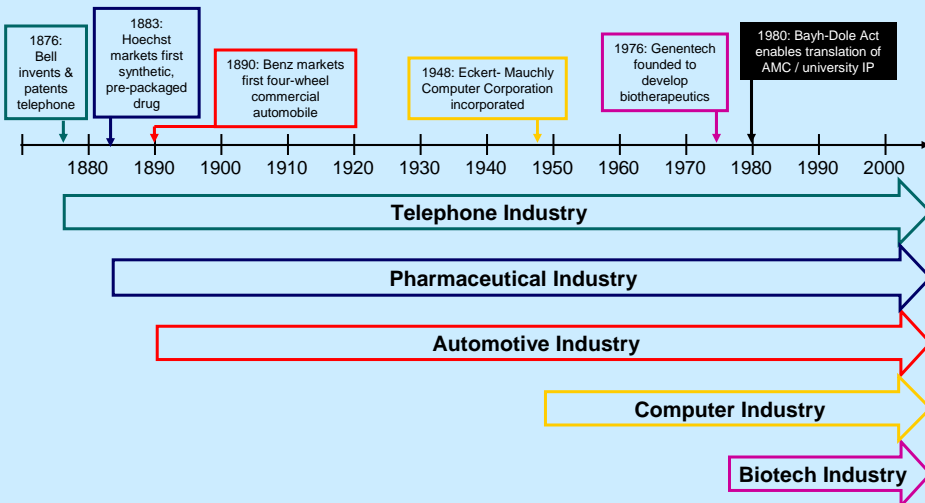 1876:
Bell
invents &
patents
telephone
1883:
Hoechst
markets first
synthetic,
pre-packaged
drug
1890: Benz markets
first four-wheel
commercial
automobile
1948: Eckert- Mauchly
Computer Corporation
incorporated
1976: Genentech
founded to
develop
biotherapeutics
1980: Bayh-Dole Act
enables translation of
AMC / university IP
1880 1890 1900 1910 1920 1930 1940 1950 1960 1970 1980 1990 2000
Telephone Industry
Pharmaceutical Industry
Automotive Industry
Computer Industry
Biotech Industry